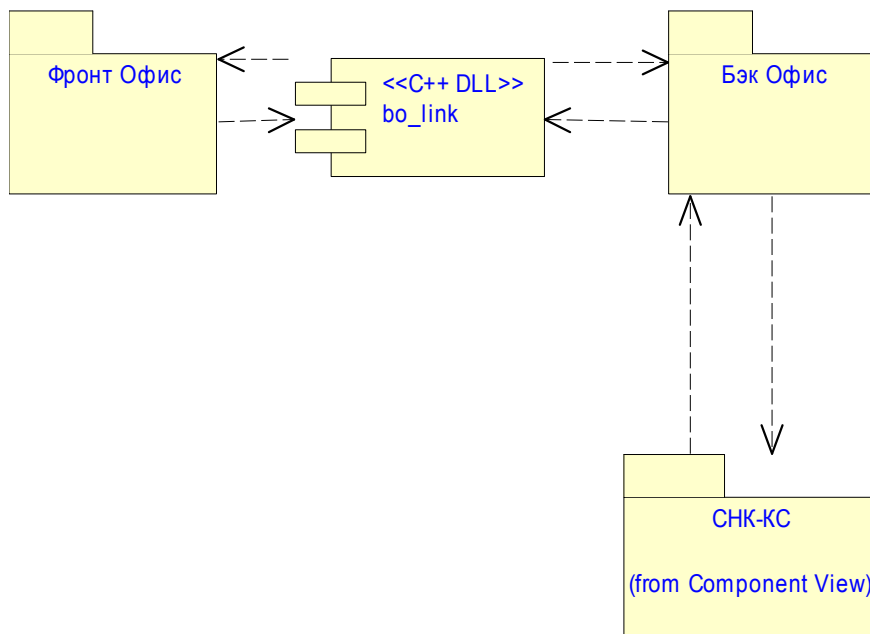 Фронт Офис
<<C++ DLL>>
bo_link
Бэк Офис
СНК-КС
(from Component View)